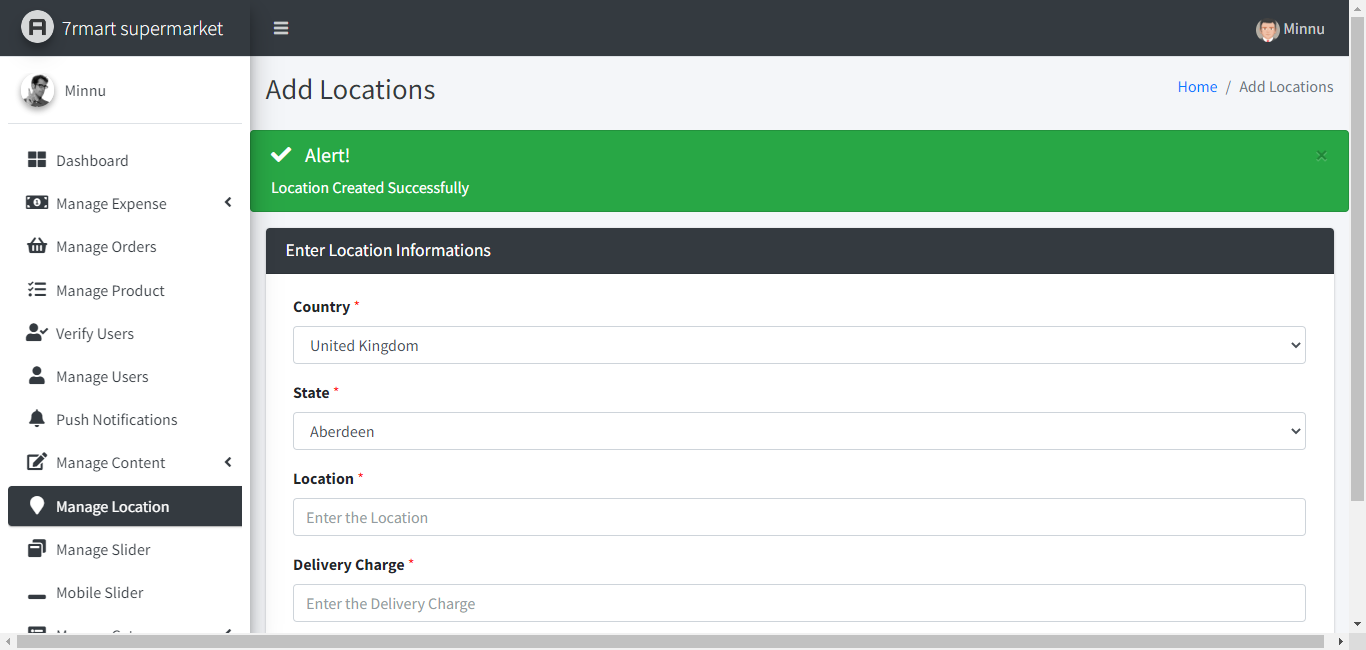 7rmart supermarket
Minnu
Minnu
Add Locations
Home / Add Locations
Alert!
×
Location Created Successfully
Dashboard
Manage Expense
Manage Orders
Manage Product
Verify Users
Manage Users
Push Notifications
Manage Content
Manage Location
Manage Slider
Mobile Slider
Enter Location Informations
Country *
United Kingdom
State *
Aberdeen
Location *
Enter the Location
Delivery Charge *
Enter the Delivery Charge